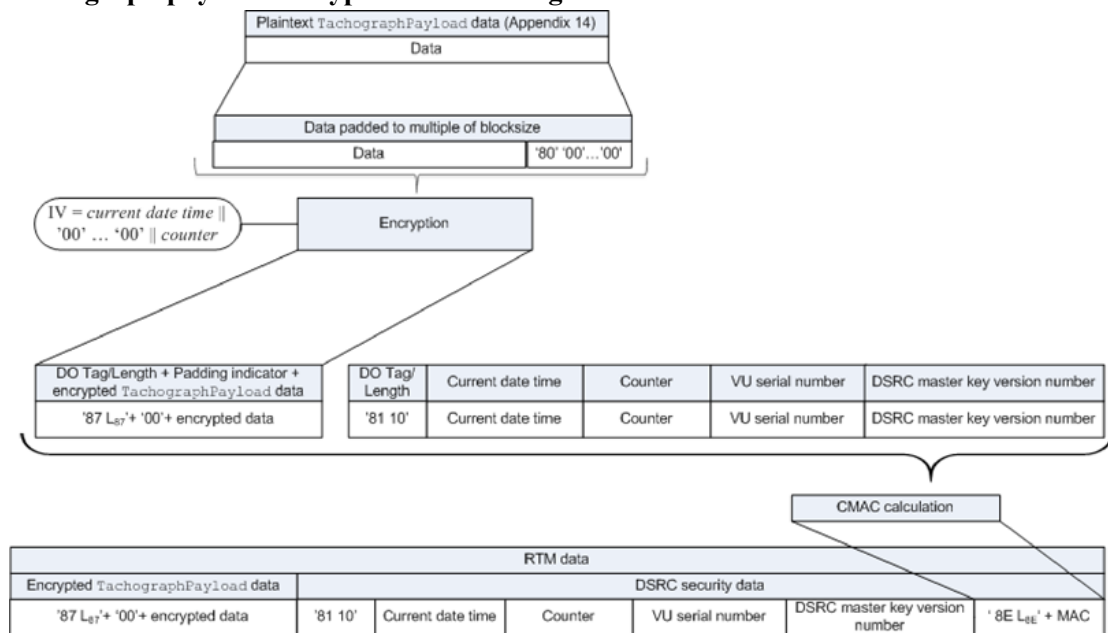 Plaintext TachographPayload data (Appendix 14)
Data
Data padded to multiple of blocksize
Data '80' '00'…'00'
IV = current date time ||
'00' … '00' || counter
Encryption
DO Tag/Length + Padding indicator +
encrypted TachographPayload data
DO Tag/
Length
Current date time
Counter
VU serial number
DSRC master key version number
'87 L87'+ '00'+ encrypted data
'81 10'
Current date time
Counter
VU serial number
DSRC master key version number
CMAC calculation
RTM data
Encrypted TachographPayload data
DSRC security data
'87 L87'+ '00'+ encrypted data
'81 10'
Current date time
Counter
VU serial number
DSRC master key version
number
' 8E L8E' + MAC